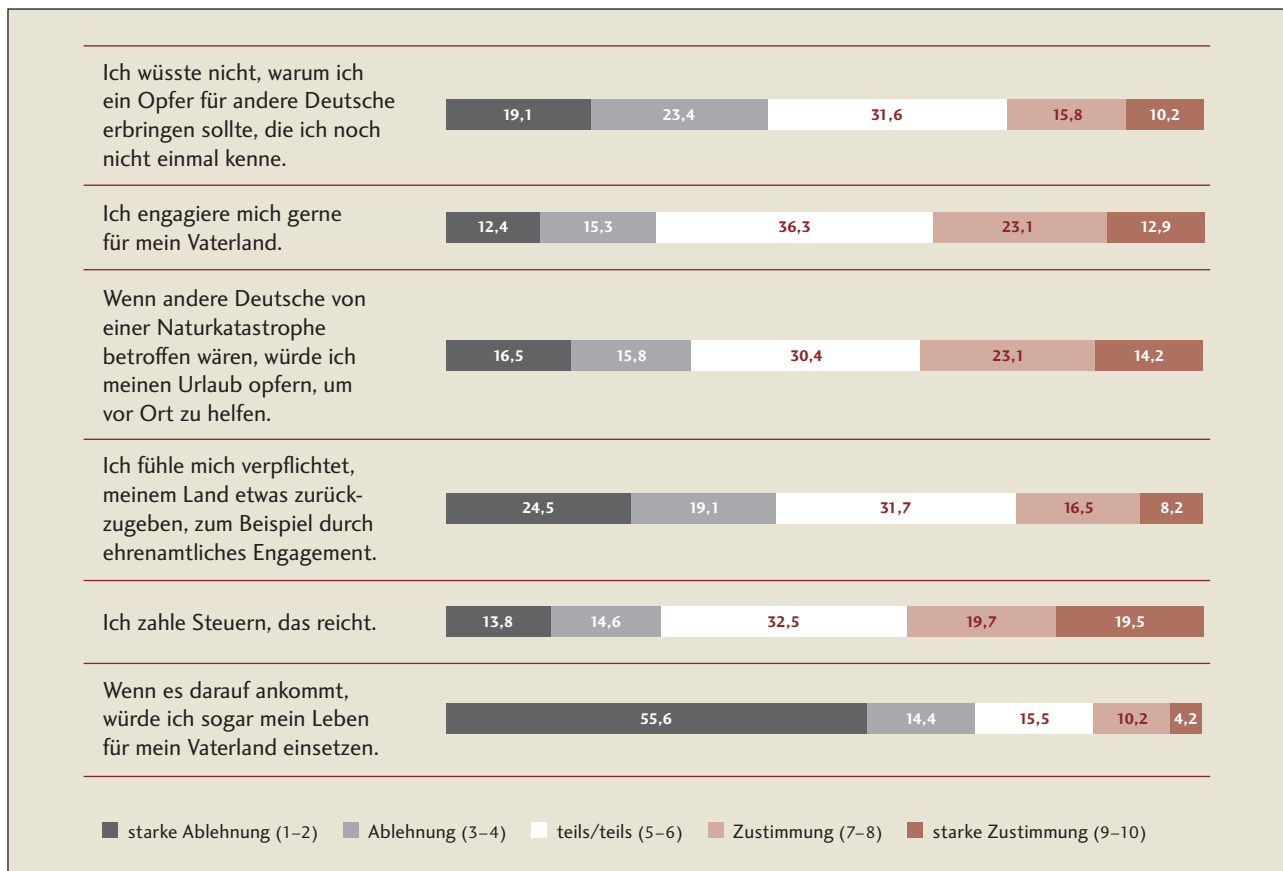 Ich wüsste nicht, warum ich
ein Opfer für andere Deutsche
erbringen sollte, die ich noch
nicht einmal kenne.
19,1 23,4 31,6 15,8 10,2
Ich engagiere mich gerne
für mein Vaterland.
12,4 15,3 36,3 23,1 12,9
Wenn andere Deutsche von
einer Naturkatastrophe
betroffen wären, würde ich
meinen Urlaub opfern, um
vor Ort zu helfen.
16,5 15,8 30,4 23,1 14,2
Ich fühle mich verpflichtet,
meinem Land etwas zurück-
zugeben, zum Beispiel durch
ehrenamtliches Engagement.
24,5 19,1 31,7 16,5 8,2
Ich zahle Steuern, das reicht.
13,8 14,6 32,5 19,7 19,5
Wenn es darauf ankommt,
würde ich sogar mein Leben
für mein Vaterland einsetzen.
55,6 14,4 15,5 10,2 4,2
starke Ablehnung (1–2) Ablehnung (3–4) teils/teils (5–6) Zustimmung (7–8) starke Zustimmung (9–10)